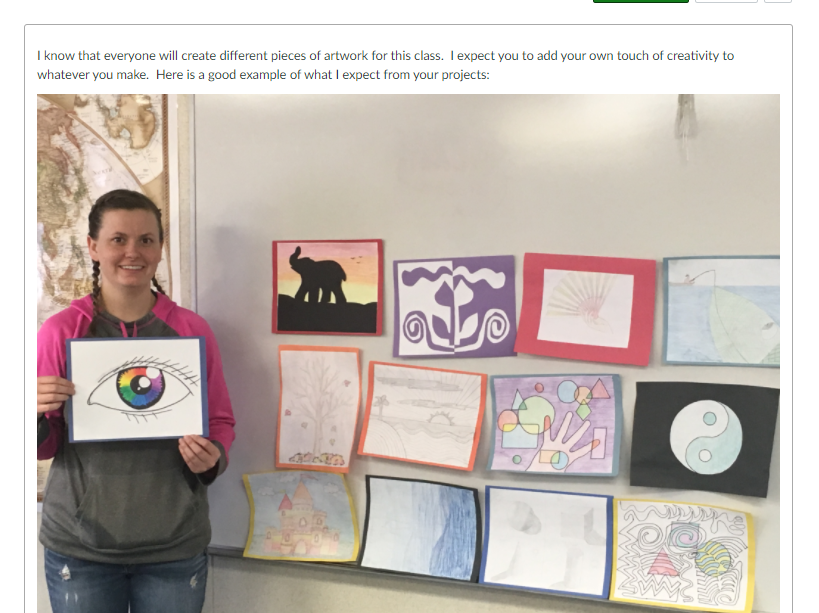 I know that everyone will create different pieces of artwork for this class.  I expect you to add your own touch of creativity to
whatever you make.  Here is a good example of what I expect from your projects: